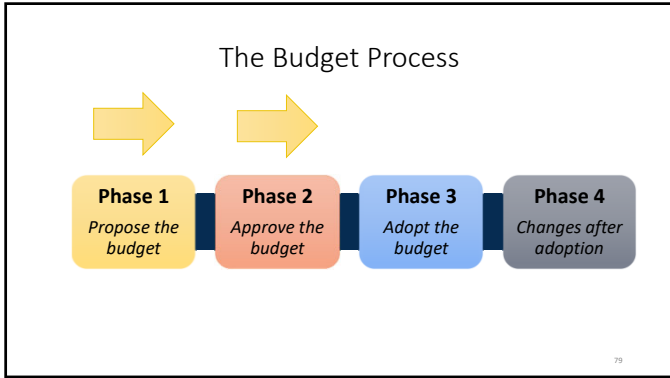 The Budget Process
Phase 1
Propose the
budget
Phase 2
Approve the
budget
Phase 3
Adopt the
budget
Phase 4
Changes after
adoption
79